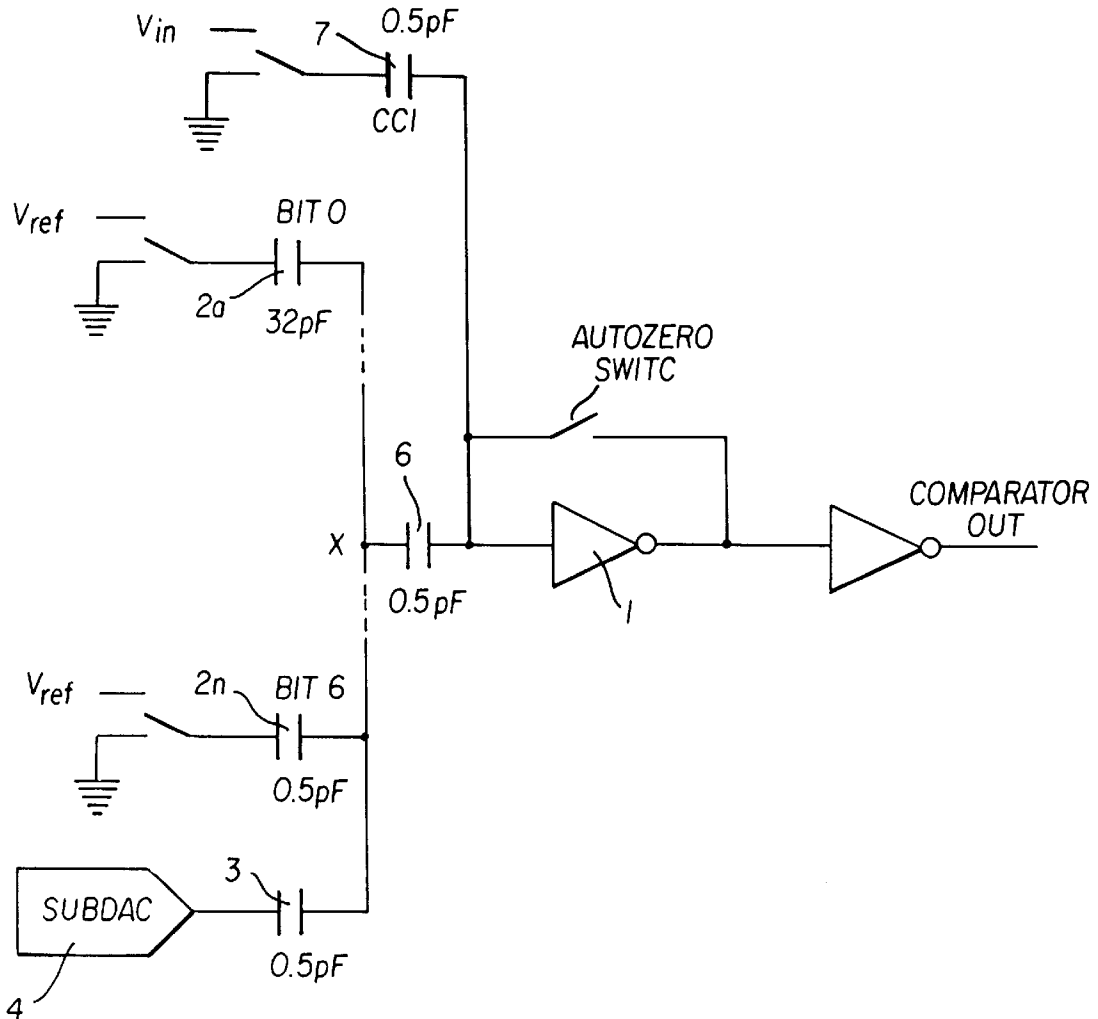 Vin
7
0.5pF
CC1
Vref
BIT 0
2a
32pF
AUTOZERO
SWITC
6
X
0.5pF
1
COMPARATOR
OUT
Vref
2n
BIT 6
0.5pF
3
SUBDAC
0.5pF
4